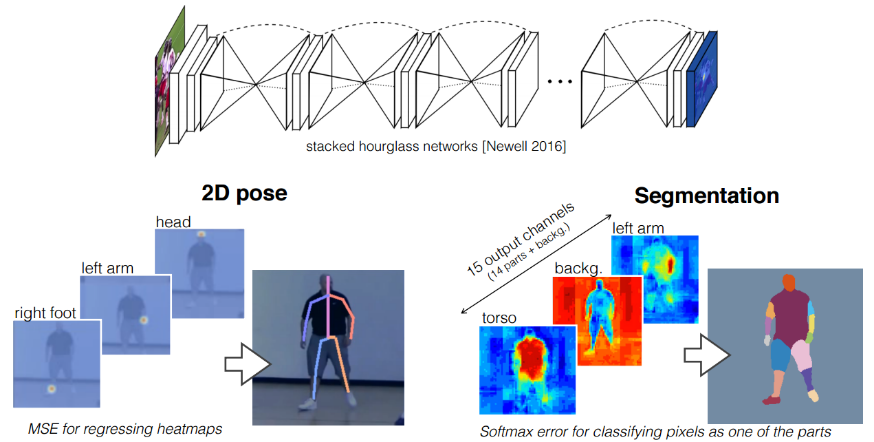 stacked hourglass networks [Newell 2016]
2D pose
head
left arm
right foot
MSE for regressing heatmaps
Segmentation
15 output channels
(14 parts + backg.)
left arm
backg.
torso
Softmax error for classifying pixels as one of the parts